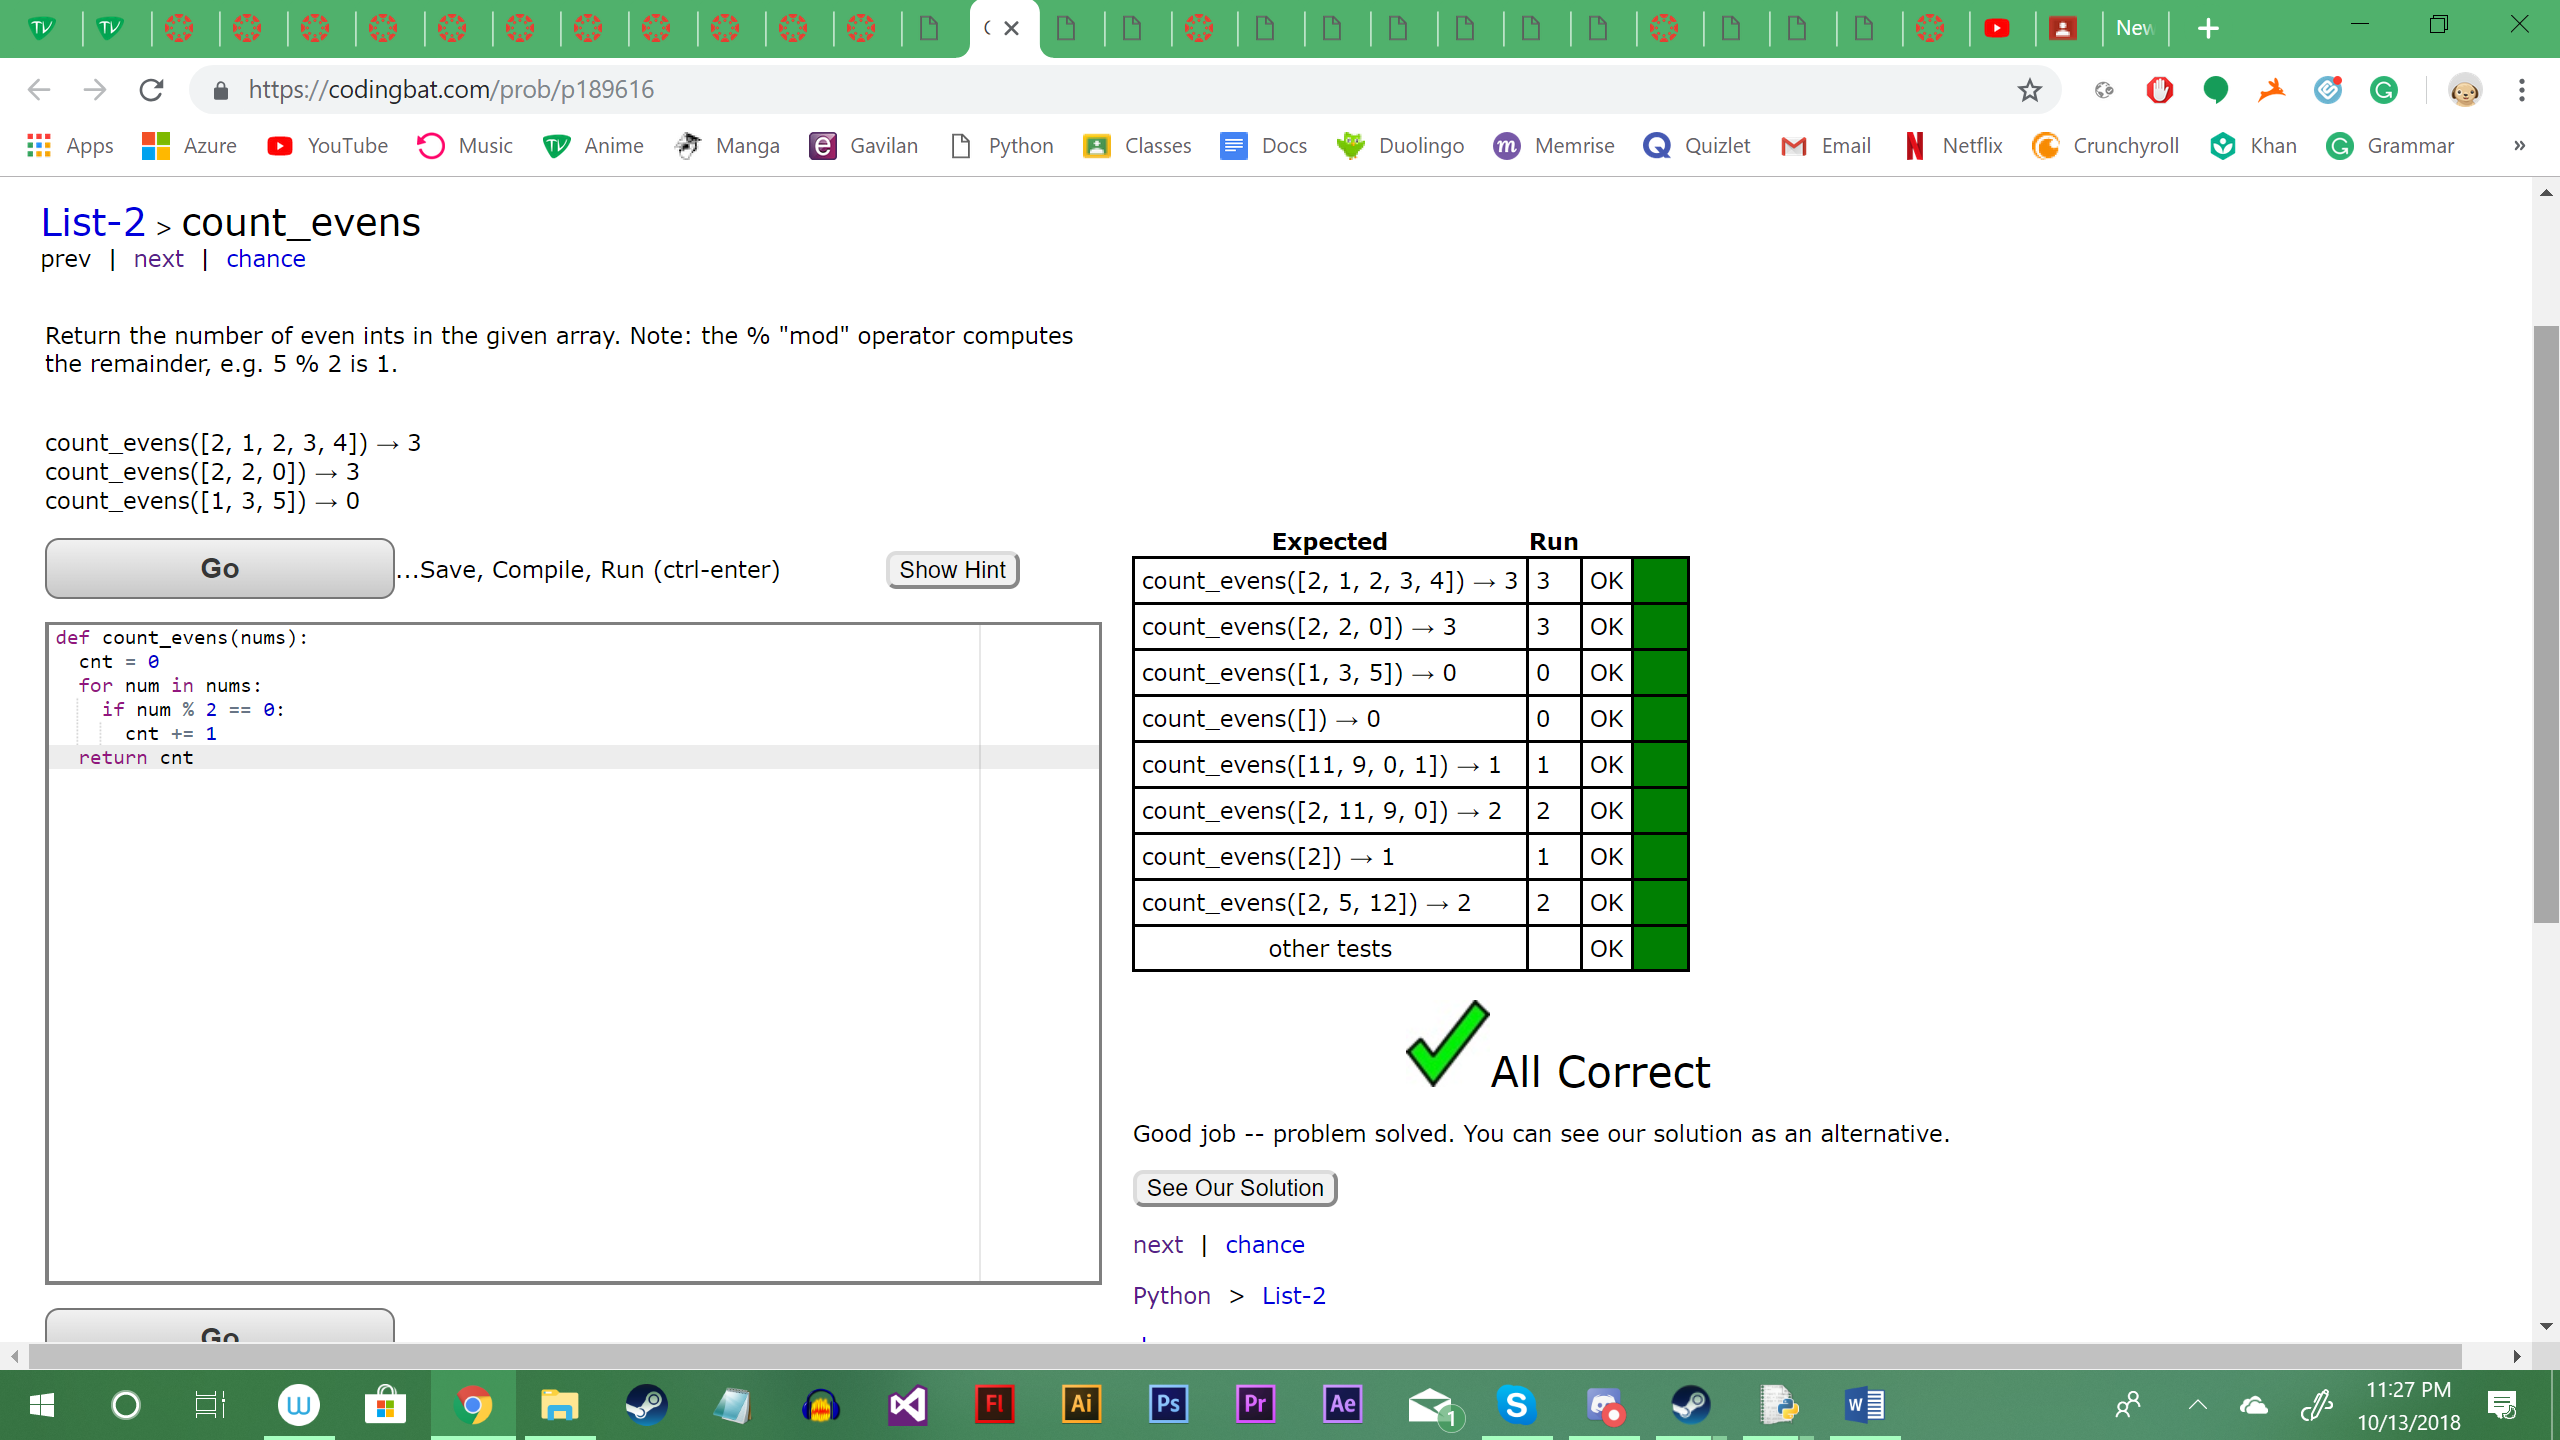 New
https://codingbat.com/prob/p189616
Apps Azure YouTube Music Anime Manga Gavilan Python Classes Docs Duolingo Memrise Quizlet Email Netflix Crunchyroll Khan Grammar »
List-2 > count_evens
prev | next | chance
Return the number of even ints in the given array. Note: the % "mod" operator computes
the remainder, e.g. 5 % 2 is 1.
count_evens([2, 1, 2, 3, 4]) → 3
count_evens([2, 2, 0]) → 3
count_evens([1, 3, 5]) → 0
Go ...Save, Compile, Run (ctrl-enter) Show Hint
def count_evens(nums):
  cnt = 0
  for num in nums:
    if num % 2 == 0:
      cnt += 1
  return cnt
Go
Expected Run
count_evens([2, 1, 2, 3, 4]) → 3 3 OK
count_evens([2, 2, 0]) → 3 3 OK
count_evens([1, 3, 5]) → 0 0 OK
count_evens([]) → 0 0 OK
count_evens([11, 9, 0, 1]) → 1 1 OK
count_evens([2, 11, 9, 0]) → 2 2 OK
count_evens([2]) → 1 1 OK
count_evens([2, 5, 12]) → 2 2 OK
other tests OK
All Correct
Good job -- problem solved. You can see our solution as an alternative.
See Our Solution
next | chance
Python > List-2
11:27 PM
10/13/2018